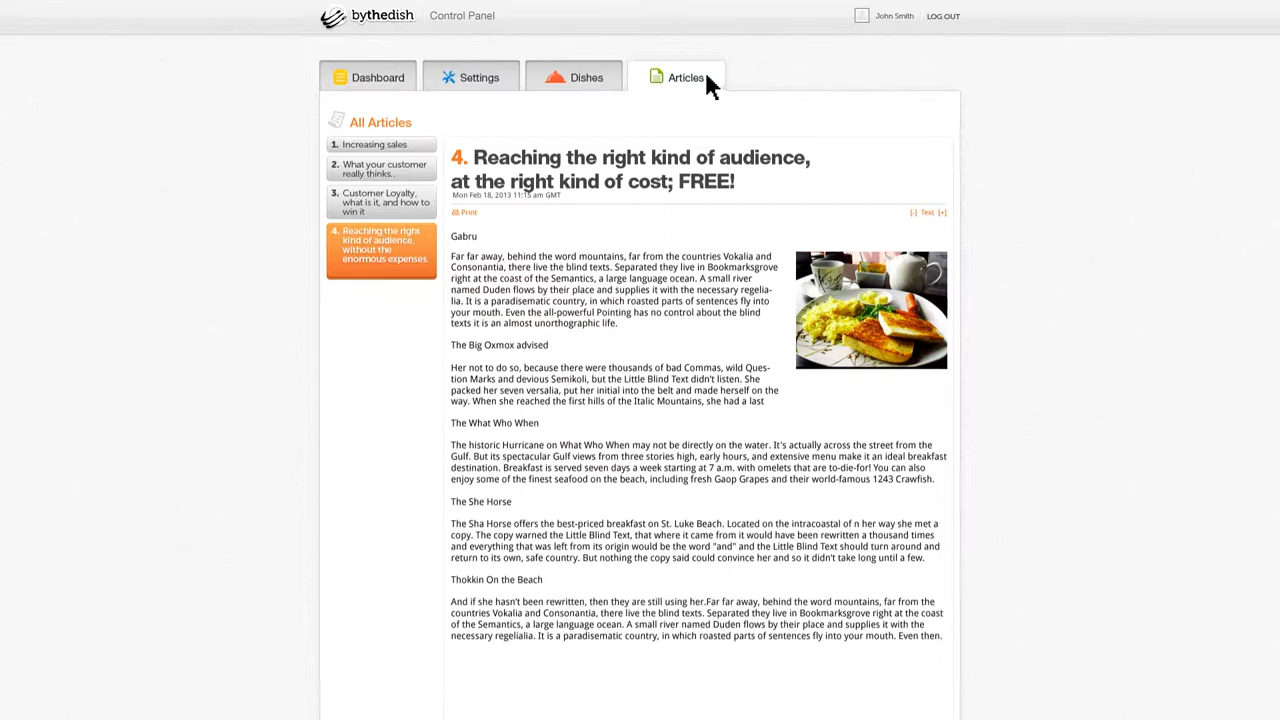 bythedish Control Panel John Smith LOG OUT
Dashboard Settings Dishes Articles
All Articles
1. Increasing sales
2. What your customer
really thinks..
3. Customer Loyalty,
what is it, and how to
win it
4. Reaching the right
kind of audience,
without the
enormous expenses.
4. Reaching the right kind of audience,
at the right kind of cost; FREE!
Mon Feb 18, 2013 11:15 am GMT
Print [-] Text [+]
Gabru
Far far away, behind the word mountains, far from the countries Vokalia and
Consonantia, there live the blind texts. Separated they live in Bookmarksgrove
right at the coast of the Semantics, a large language ocean. A small river
named Duden flows by their place and supplies it with the necessary regelia-
lia. It is a paradisematic country, in which roasted parts of sentences fly into
your mouth. Even the all-powerful Pointing has no control about the blind
texts it is an almost unorthographic life.
The Big Oxmox advised
Her not to do so, because there were thousands of bad Commas, wild Ques-
tion Marks and devious Semikoli, but the Little Blind Text didn't listen. She
packed her seven versalia, put her initial into the belt and made herself on the
way. When she reached the first hills of the Italic Mountains, she had a last
The What Who When
The historic Hurricane on What Who When may not be directly on the water. It's actually across the street from the
Gulf. But its spectacular Gulf views from three stories high, early hours, and extensive menu make it an ideal breakfast
destination. Breakfast is served seven days a week starting at 7 a.m. with omelets that are to-die-for! You can also
enjoy some of the finest seafood on the beach, including fresh Gaop Grapes and their world-famous 1243 Crawfish.
The She Horse
The Sha Horse offers the best-priced breakfast on St. Luke Beach. Located on the intracoastal of n her way she met a
copy. The copy warned the Little Blind Text, that where it came from it would have been rewritten a thousand times
and everything that was left from its origin would be the word "and" and the Little Blind Text should turn around and
return to its own, safe country. But nothing the copy said could convince her and so it didn't take long until a few.
Thokkin On the Beach
And if she hasn't been rewritten, then they are still using her.Far far away, behind the word mountains, far from the
countries Vokalia and Consonantia, there live the blind texts. Separated they live in Bookmarksgrove right at the coast
of the Semantics, a large language ocean. A small river named Duden flows by their place and supplies it with the
necessary regelialia. It is a paradisematic country, in which roasted parts of sentences fly into your mouth. Even then.